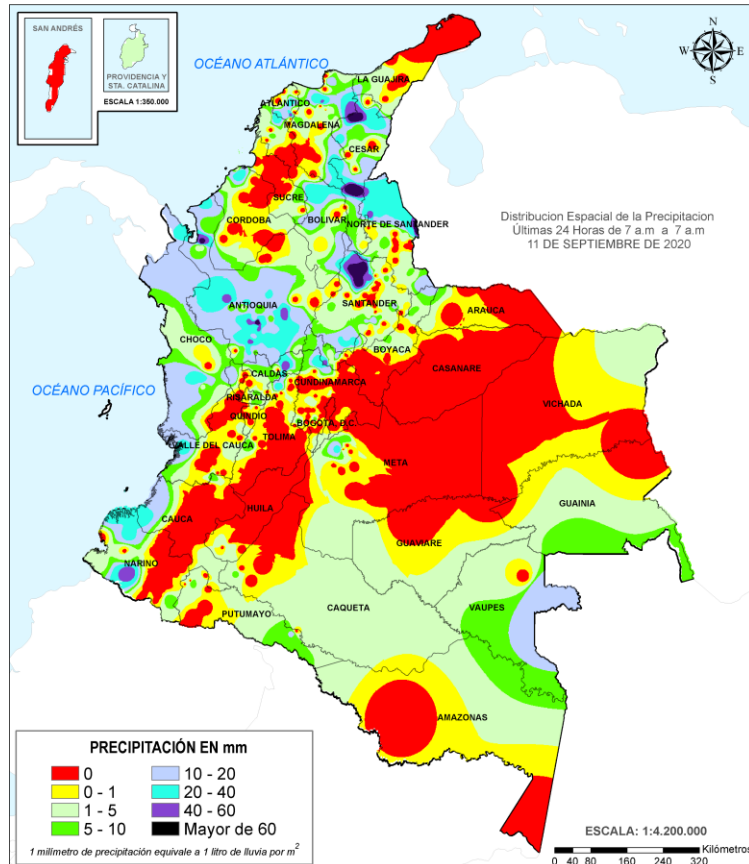 SAN ANDRÉS
PROVIDENCIA Y
STA. CATALINA
ESCALA 1:350.000
OCÉANO ATLÁNTICO
N
W
E
S
LA GUAJIRA
ATLANTICO
MAGDALENA
CESAR
SUCRE
CORDOBA
BOLIVAR
NORTE DE SANTANDER
Distribucion Espacial de la Precipitacion
Últimas 24 Horas de 7 a.m a 7 a.m
11 DE SEPTIEMBRE DE 2020
ANTIOQUIA
SANTANDER
ARAUCA
CHOCO
BOYACA
CASANARE
CALDAS
CUNDINAMARCA
OCÉANO PACÍFICO
RISARALDA
VICHADA
QUINDIO
BOGOTA, D.C.
VALLE DEL CAUCA
TOLIMA
META
GUAINIA
CAUCA
HUILA
GUAVIARE
NARIÑO
PUTUMAYO
CAQUETA
VAUPES
AMAZONAS
PRECIPITACIÓN EN mm
0
10 - 20
0 - 1
20 - 40
1 - 5
40 - 60
5 - 10
Mayor de 60
1 milímetro de precipitación equivale a 1 litro de lluvia por m²
ESCALA: 1:4.200.000
Kilómetros
0 40 80 160 240 320